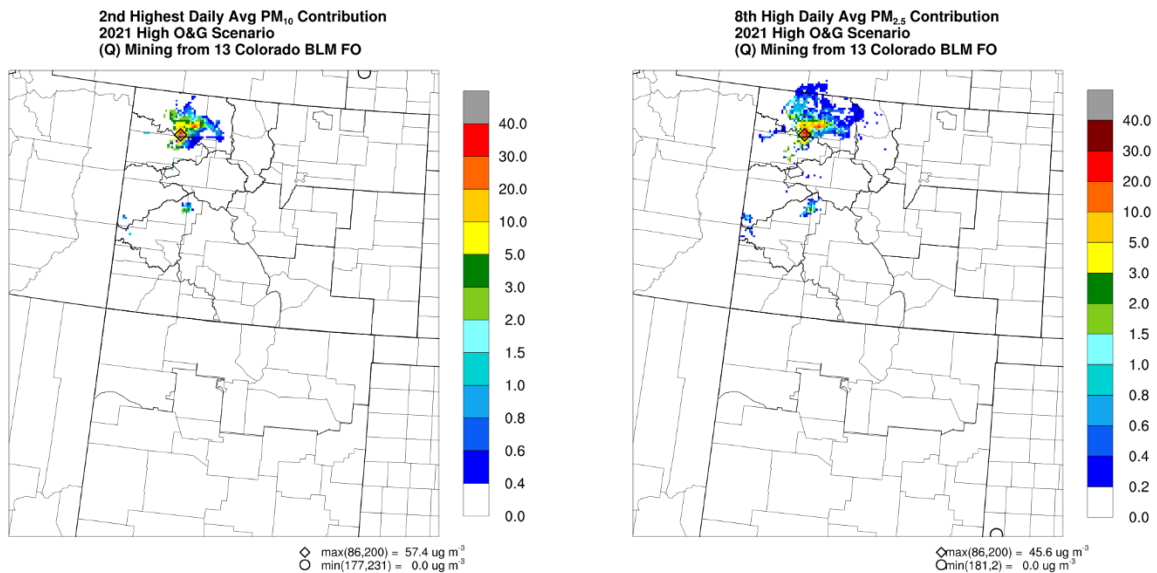 2nd Highest Daily Avg PM₁₀ Contribution
2021 High O&G Scenario
(Q) Mining from 13 Colorado BLM FO
40.0
30.0
20.0
10.0
5.0
3.0
2.0
1.5
1.0
0.8
0.6
0.4
0.0
max(86,200) = 57.4 ug m⁻³
min(177,231) = 0.0 ug m⁻³
8th High Daily Avg PM₂.₅ Contribution
2021 High O&G Scenario
(Q) Mining from 13 Colorado BLM FO
40.0
30.0
20.0
10.0
5.0
3.0
2.0
1.5
1.0
0.8
0.6
0.4
0.2
0.0
max(86,200) = 45.6 ug m⁻³
min(181,2) = 0.0 ug m⁻³